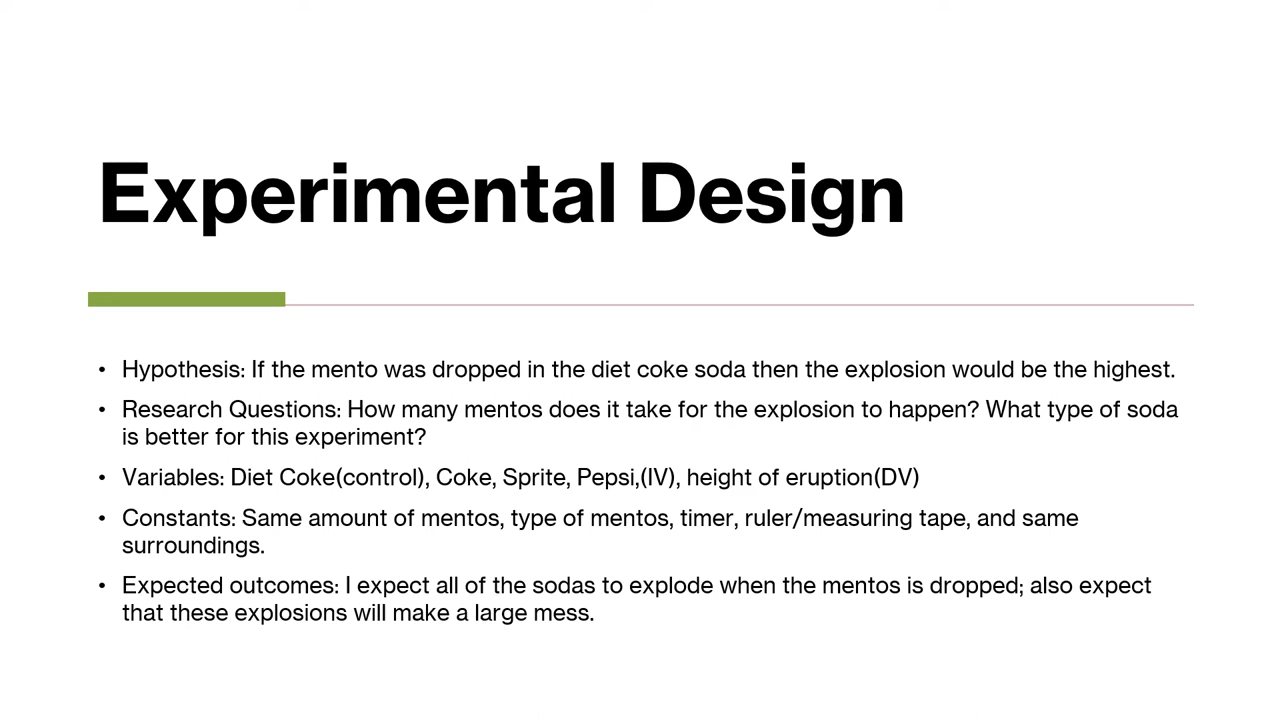 Experimental Design
• Hypothesis: If the mento was dropped in the diet coke soda then the explosion would be the highest.
• Research Questions: How many mentos does it take for the explosion to happen? What type of soda
is better for this experiment?
• Variables: Diet Coke(control), Coke, Sprite, Pepsi,(IV), height of eruption(DV)
• Constants: Same amount of mentos, type of mentos, timer, ruler/measuring tape, and same
surroundings.
• Expected outcomes: I expect all of the sodas to explode when the mentos is dropped; also expect
that these explosions will make a large mess.